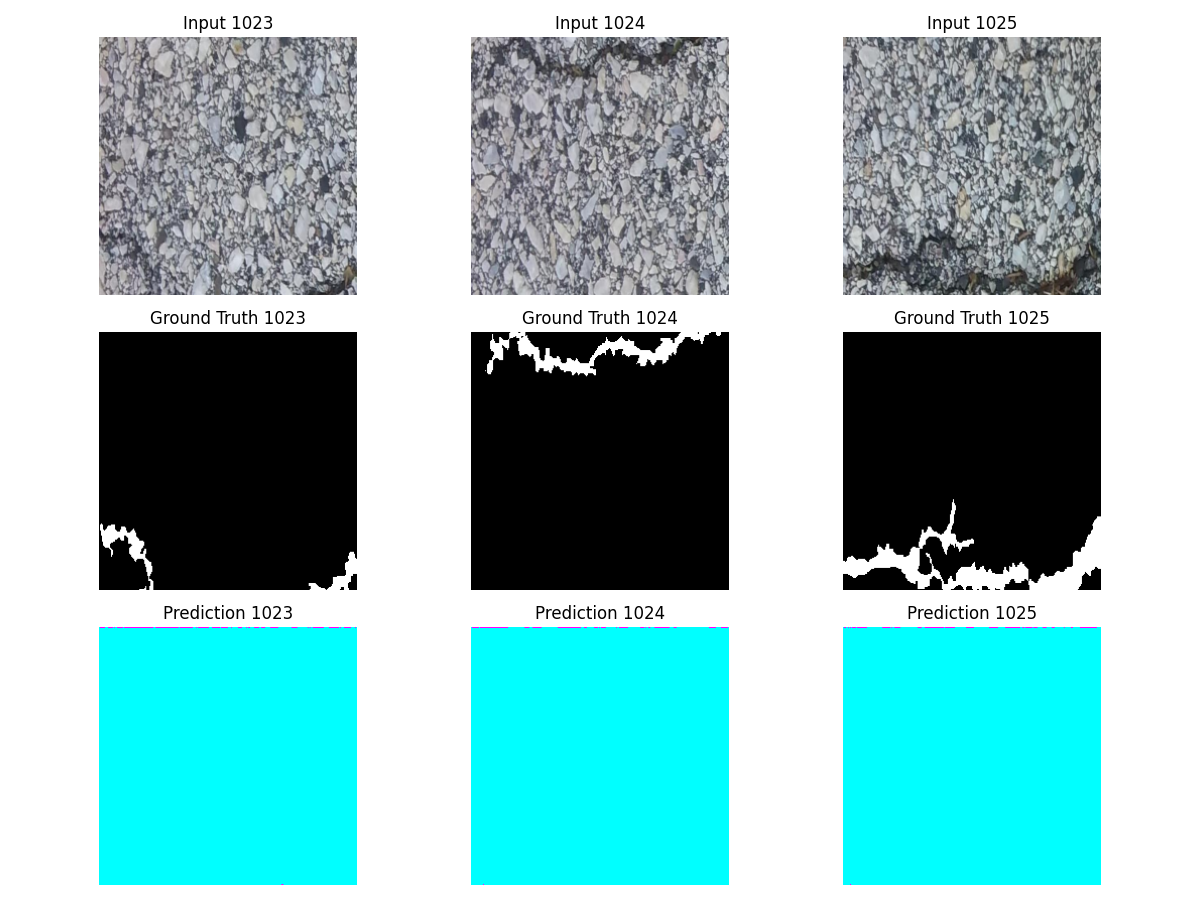 Input 1023
Input 1024
Input 1025
Ground Truth 1023
Ground Truth 1024
Ground Truth 1025
Prediction 1023
Prediction 1024
Prediction 1025